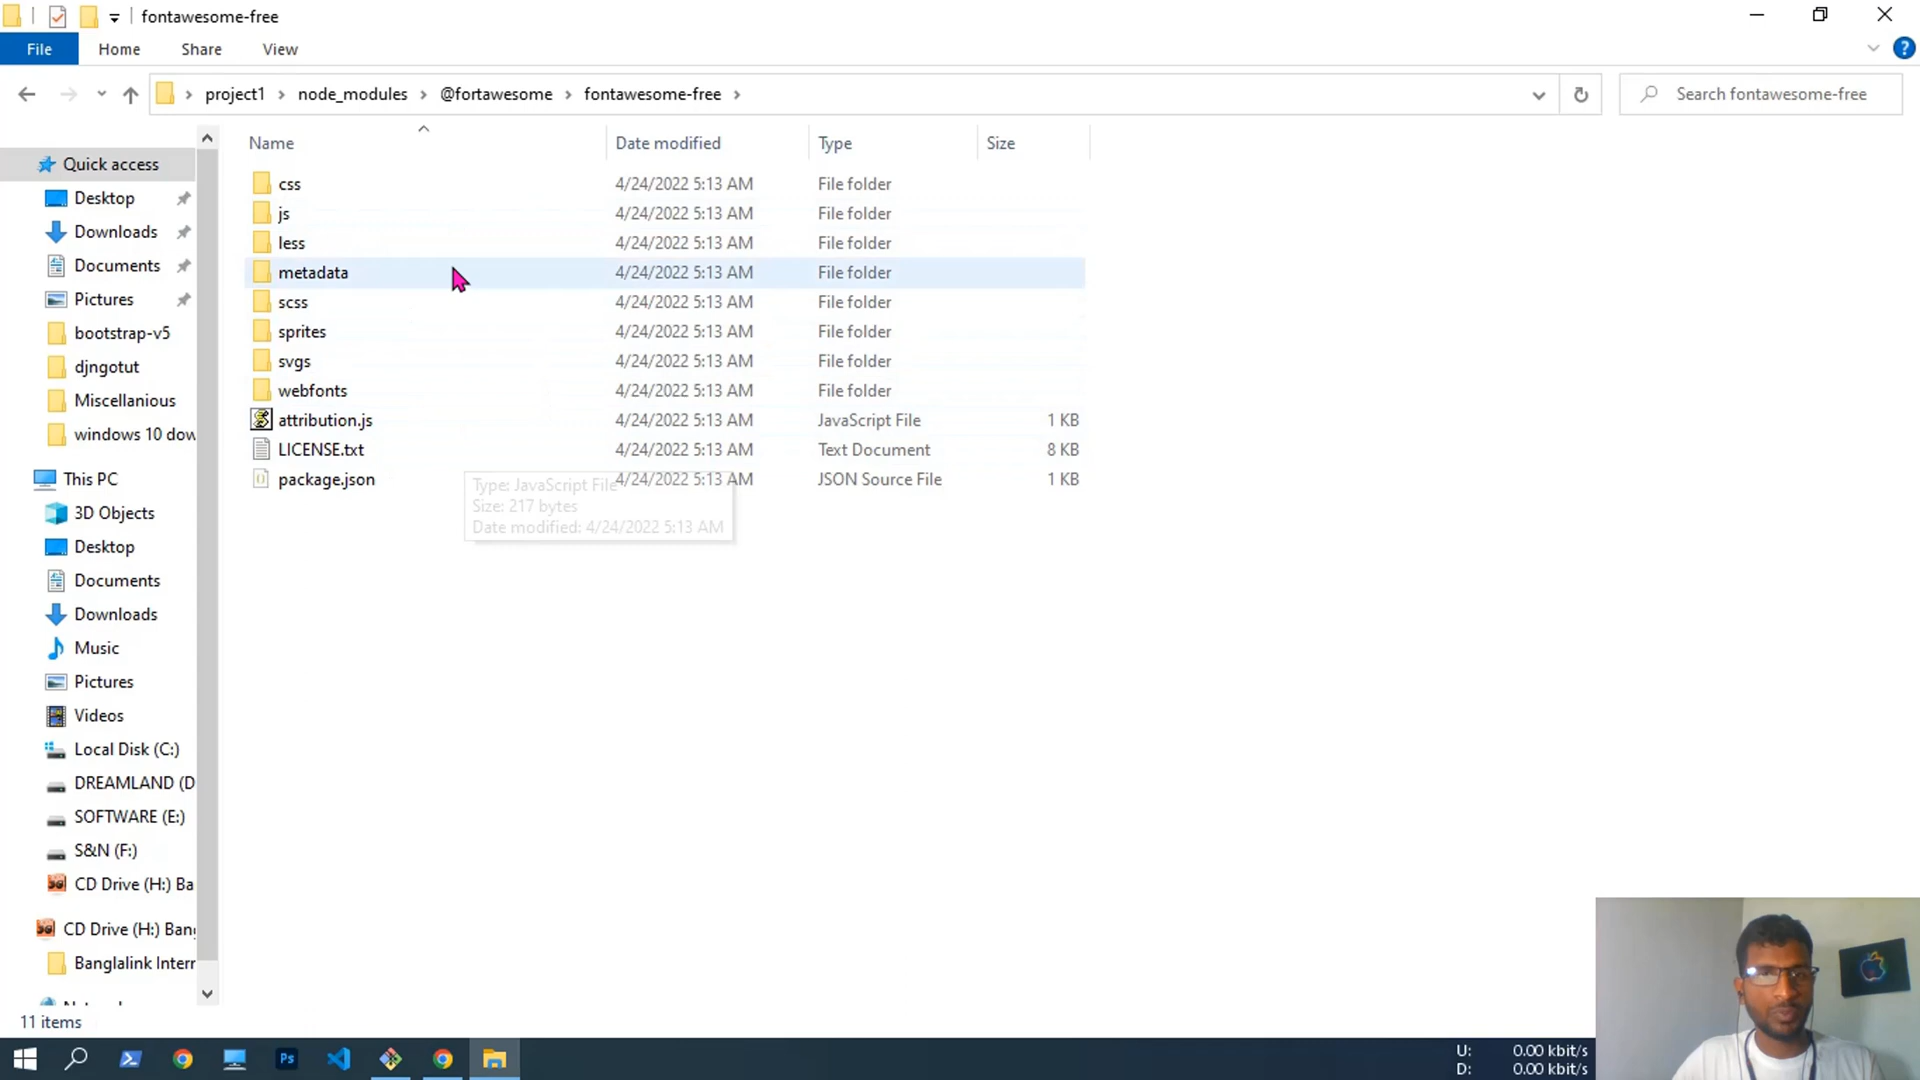 fontawesome-free
File Home Share View
project1 node_modules @fortawesome fontawesome-free Search fontawesome-free
Name Date modified Type Size
Quick access
Desktop
Downloads
Documents
Pictures
bootstrap-v5
djngotut
Miscellanious
windows 10 dow
This PC
3D Objects
Desktop
Documents
Downloads
Music
Pictures
Videos
Local Disk (C:)
DREAMLAND (D
SOFTWARE (E:)
S&N (F:)
CD Drive (H:) Ba
CD Drive (H:) Bang
Banglalink Intern
css 4/24/2022 5:13 AM File folder
js 4/24/2022 5:13 AM File folder
less 4/24/2022 5:13 AM File folder
metadata 4/24/2022 5:13 AM File folder
scss 4/24/2022 5:13 AM File folder
sprites 4/24/2022 5:13 AM File folder
svgs 4/24/2022 5:13 AM File folder
webfonts 4/24/2022 5:13 AM File folder
attribution.js 4/24/2022 5:13 AM JavaScript File 1 KB
LICENSE.txt 4/24/2022 5:13 AM Text Document 8 KB
package.json 4/24/2022 5:13 AM JSON Source File 1 KB
Type: JavaScript File
Size: 217 bytes
Date modified: 4/24/2022 5:13 AM
11 items
Ps
U: 0.00 kbit/s
D: 0.00 kbit/s